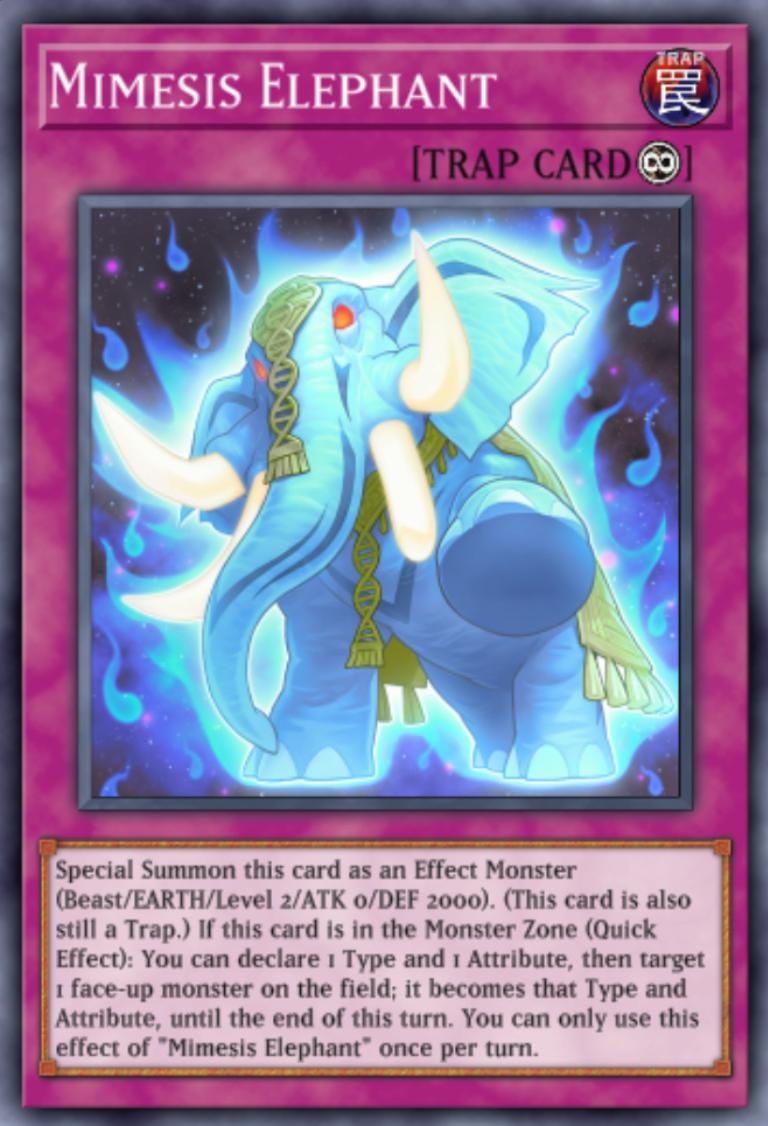 MIMESIS ELEPHANT
TRAP
罠
[TRAP CARD]
Special Summon this card as an Effect Monster
(Beast/EARTH/Level 2/ATK 0/DEF 2000). (This card is also
still a Trap.) If this card is in the Monster Zone (Quick
Effect): You can declare 1 Type and 1 Attribute, then target
1 face-up monster on the field; it becomes that Type and
Attribute, until the end of this turn. You can only use this
effect of "Mimesis Elephant" once per turn.